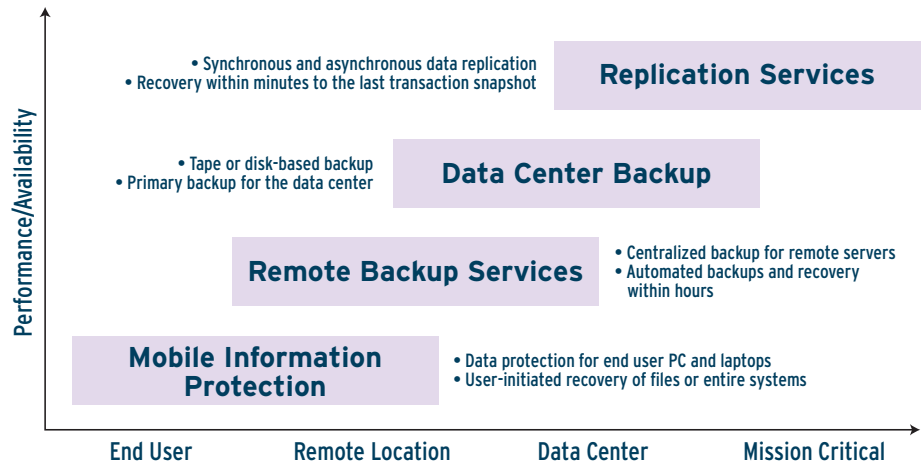 Performance/Availability
• Synchronous and asynchronous data replication
• Recovery within minutes to the last transaction snapshot
Replication Services
• Tape or disk-based backup
• Primary backup for the data center
Data Center Backup
Remote Backup Services
• Centralized backup for remote servers
• Automated backups and recovery
within hours
Mobile Information
Protection
• Data protection for end user PC and laptops
• User-initiated recovery of files or entire systems
End User
Remote Location
Data Center
Mission Critical